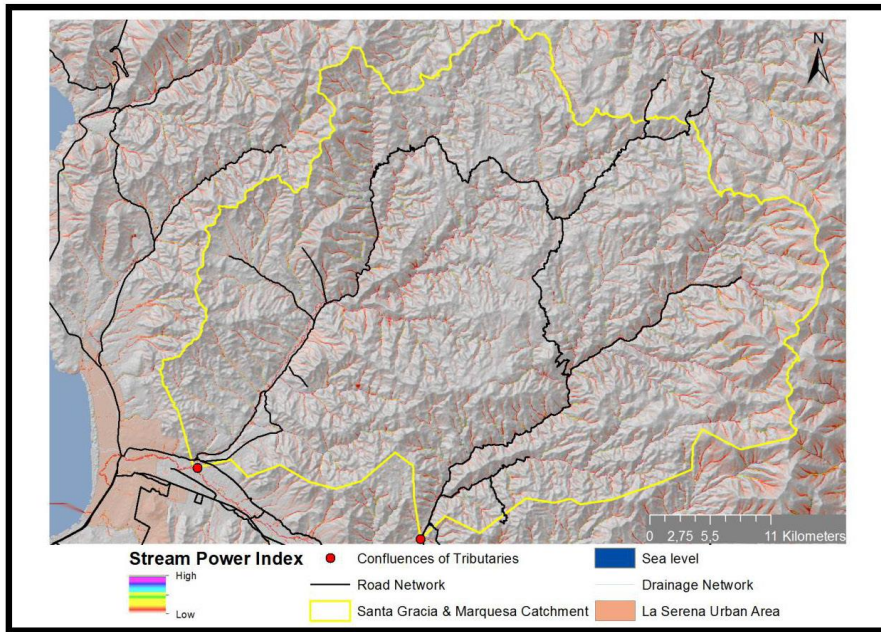 N
0 2,75 5,5 11 Kilometers
Stream Power Index
High
Low
Confluences of Tributaries
Road Network
Santa Gracia & Marquesa Catchment
Sea level
Drainage Network
La Serena Urban Area